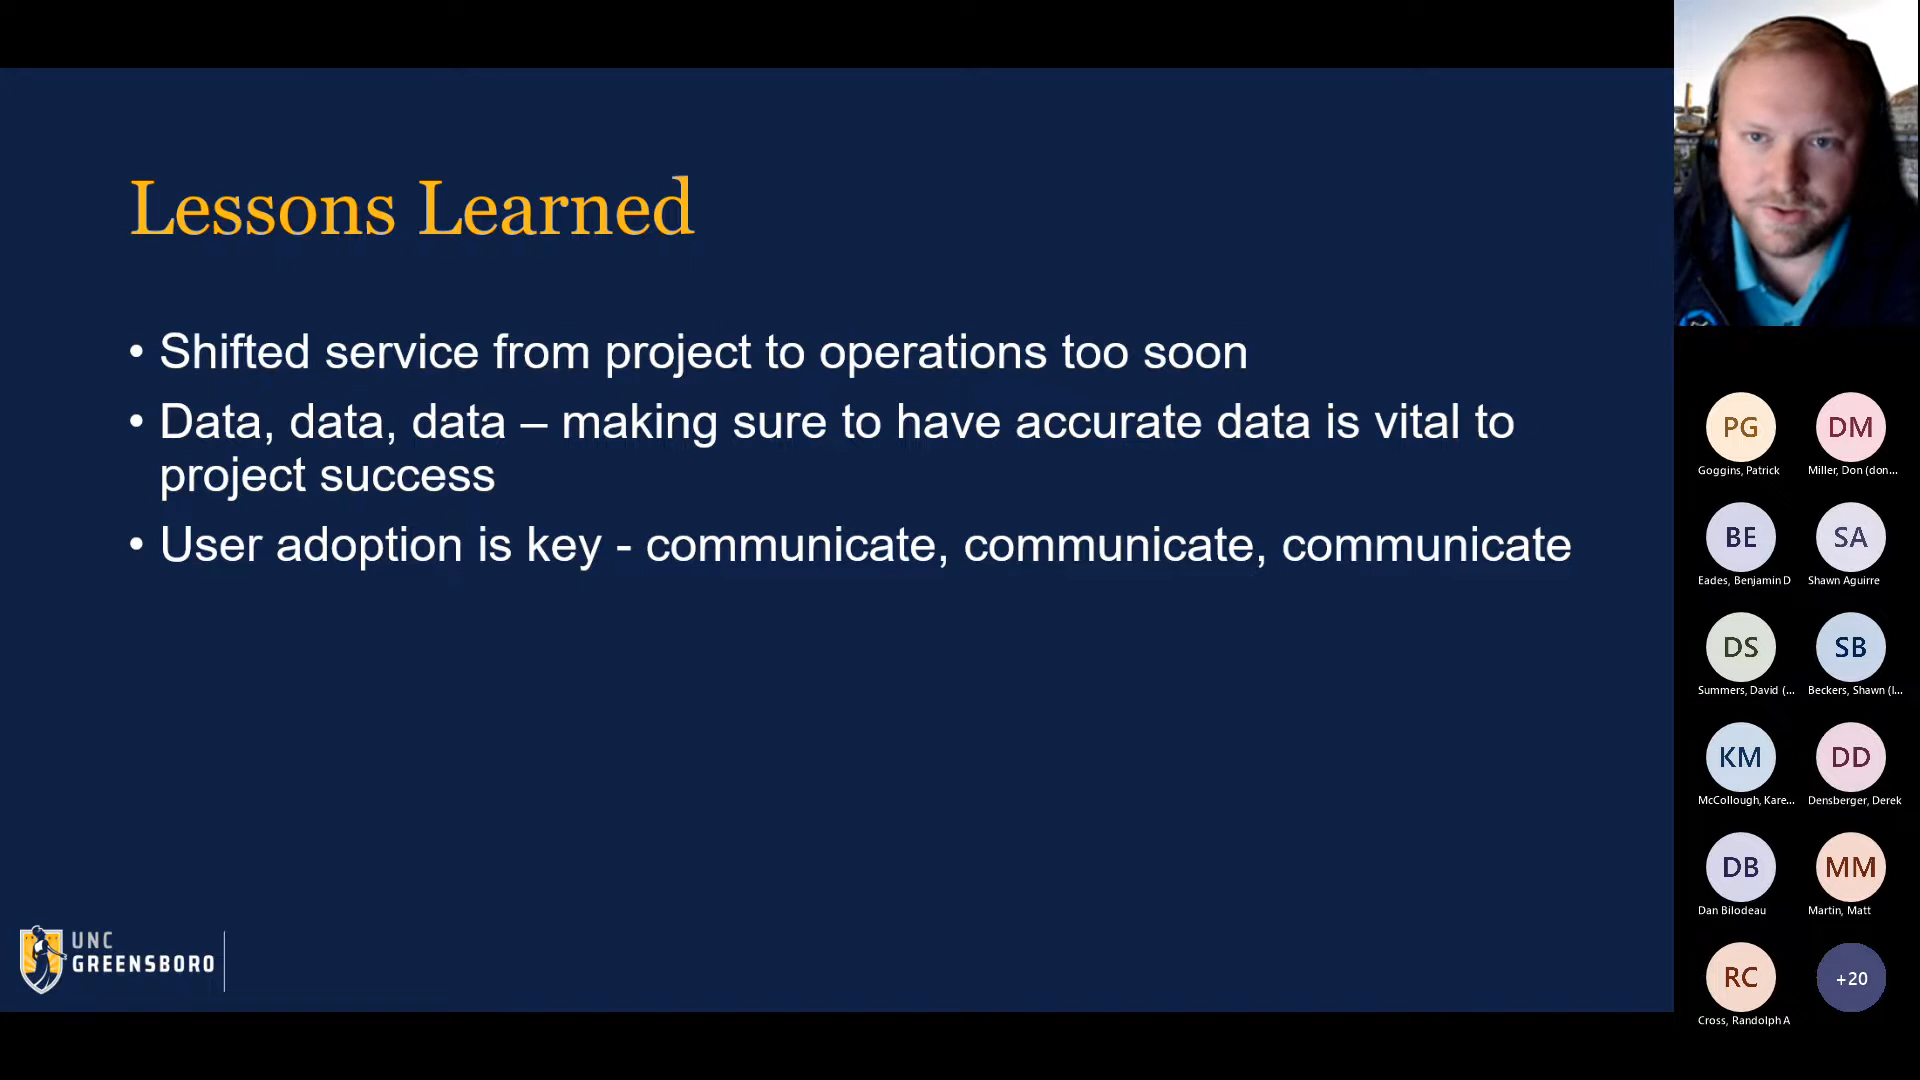 Lessons Learned
• Shifted service from project to operations too soon
• Data, data, data – making sure to have accurate data is vital to
project success
• User adoption is key - communicate, communicate, communicate
UNC
GREENSBORO
PG
Goggins, Patrick
DM
Miller, Don (don...
BE
Eades, Benjamin D
SA
Shawn Aguirre
DS
Summers, David (...
SB
Beckers, Shawn (I...
KM
McCollough, Kare...
DD
Densberger, Derek
DB
Dan Bilodeau
MM
Martin, Matt
RC
Cross, Randolph A
+20